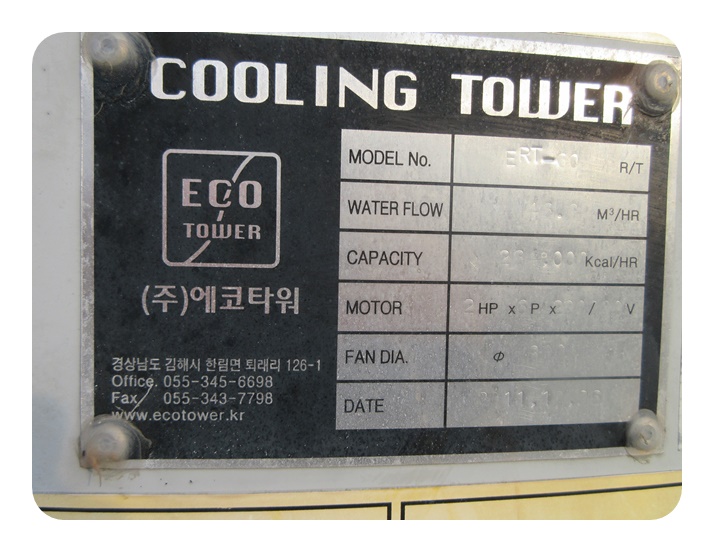 COOLING TOWER
ECO
TOWER
(주)에코타워
경상남도 김해시 한림면 퇴래리 126-1
Office. 055-345-6698
Fax 055-343-7798
www.ecotower.kr
MODEL No. R/T
WATER FLOW M³/HR
CAPACITY Kcal/HR
MOTOR HP x P x / V
FAN DIA. Φ
DATE